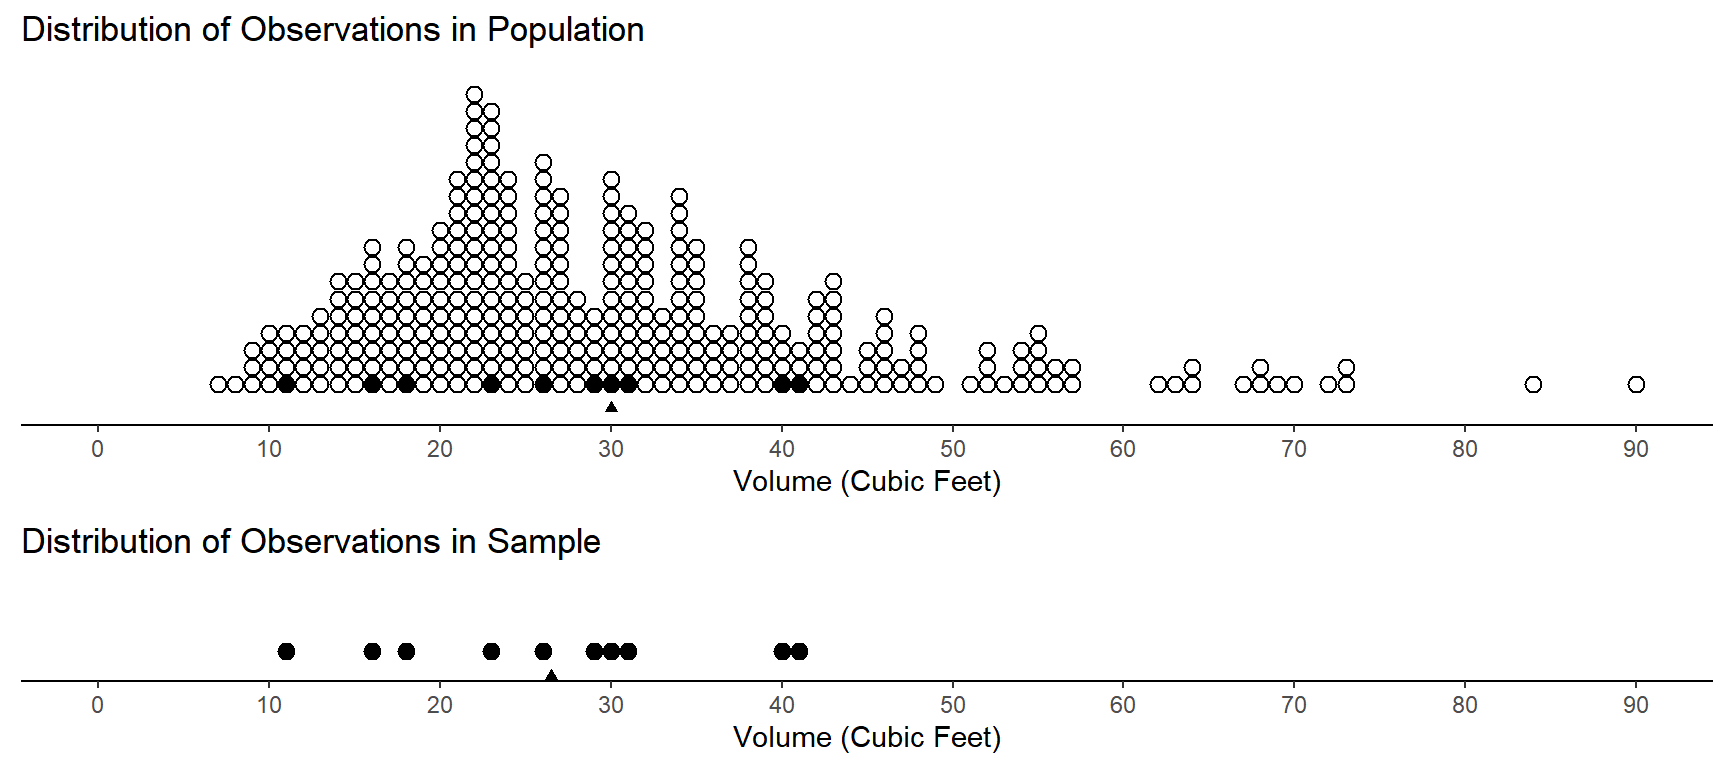 Distribution of Observations in Population
0 10 20 30 40 50 60 70 80 90
Volume (Cubic Feet)
Distribution of Observations in Sample
0 10 20 30 40 50 60 70 80 90
Volume (Cubic Feet)